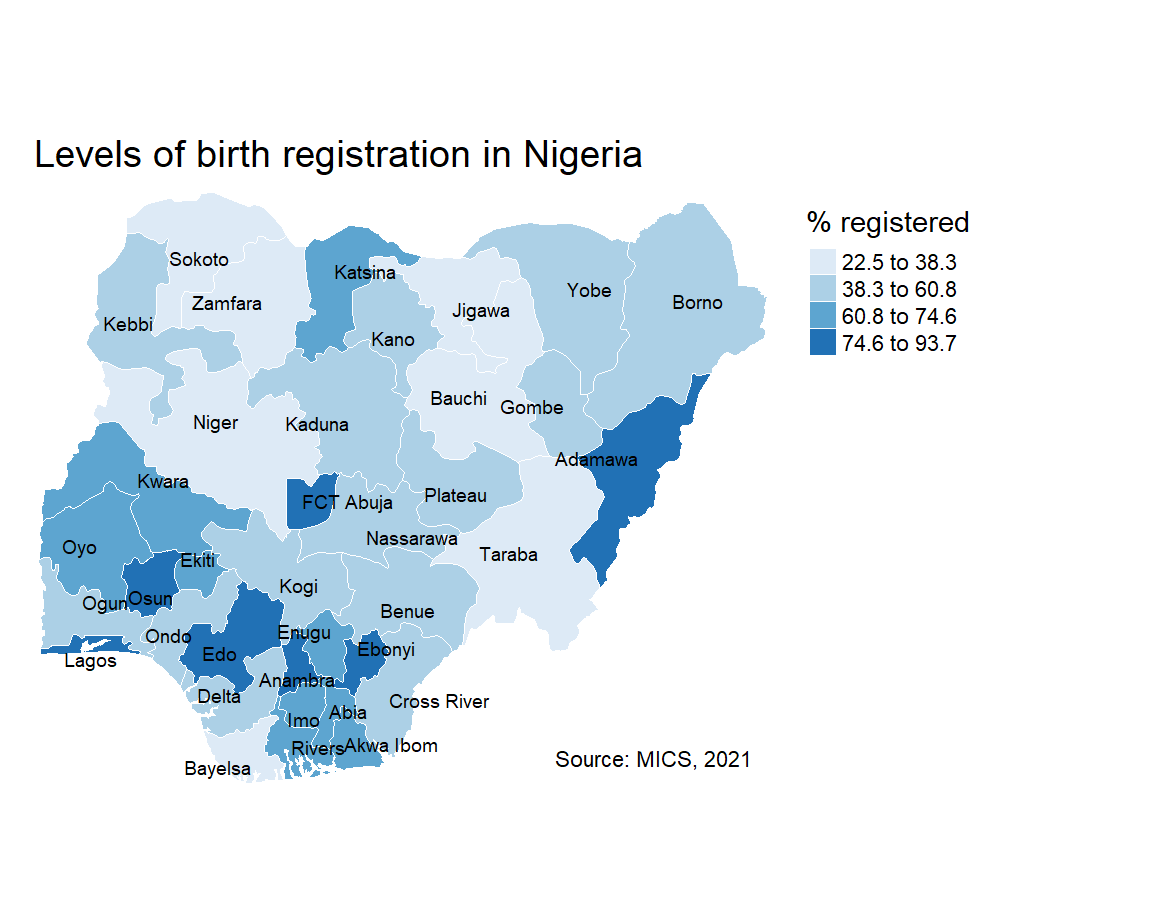 Levels of birth registration in Nigeria
% registered
22.5 to 38.3
38.3 to 60.8
60.8 to 74.6
74.6 to 93.7
Sokoto
Katsina
Zamfara
Jigawa
Yobe
Borno
Kebbi
Kano
Bauchi
Gombe
Niger
Kaduna
Adamawa
Kwara
Plateau
FCT Abuja
Nassarawa
Oyo
Taraba
Ekiti
Kogi
Ogun
Osun
Benue
Ondo
Enugu
Edo
Ebonyi
Lagos
Anambra
Delta
Cross River
Imo
Abia
Rivers
Akwa Ibom
Bayelsa
Source: MICS, 2021